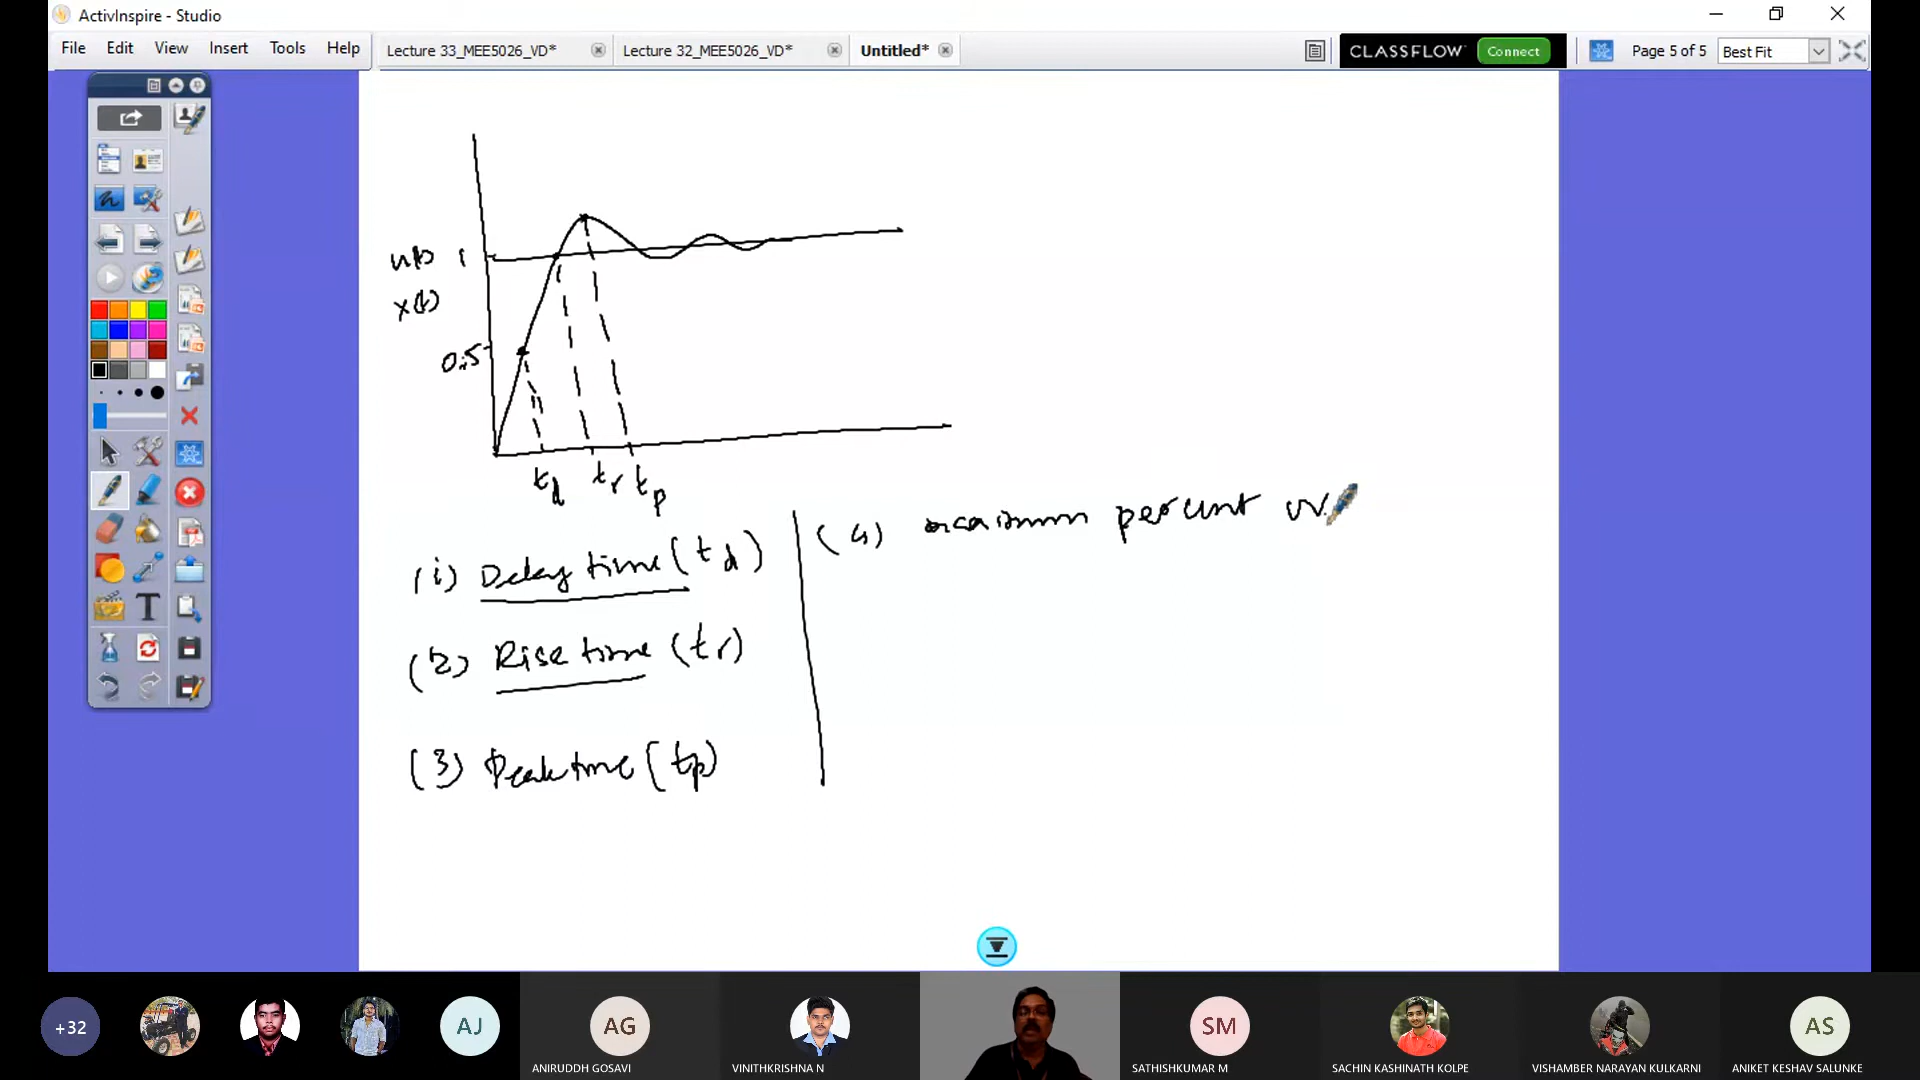 ActivInspire - Studio
File Edit View Insert Tools Help
Lecture 33_MEE5026_VD* Lecture 32_MEE5026_VD* Untitled*
CLASSFLOW Connect
Page 5 of 5 Best Fit
1
x(t)
0.5
td tr tp
(1) Delay time (td)
(2) Rise time (tr)
(3) Peak time (tp)
(4) maximum percent ov
T
+32
AJ
AG
SM
AS
ANIRUDDH GOSAVI
VINITHKRISHNA N
SATHISHKUMAR M
SACHIN KASHINATH KOLPE
VISHAMBER NARAYAN KULKARNI
ANIKET KESHAV SALUNKE